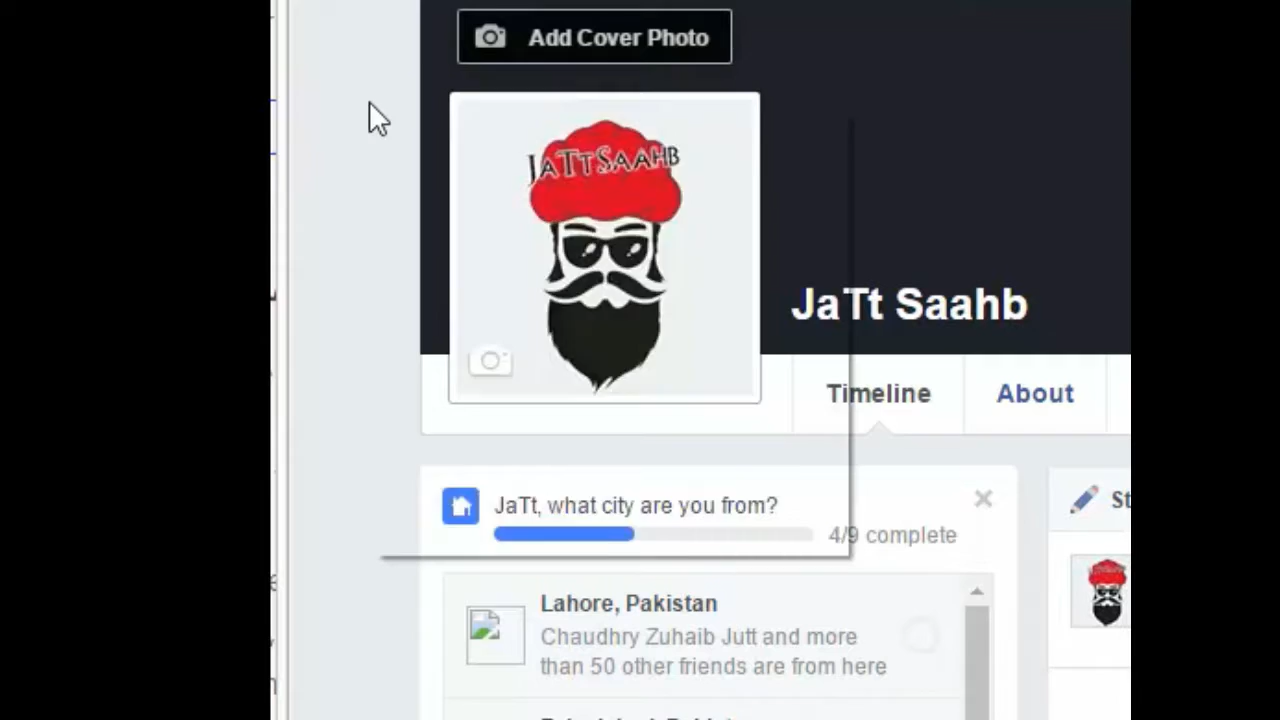 Add Cover Photo
JaTTSAAHB
JaTt Saahb
Timeline
About
JaTt, what city are you from?
4/9 complete
Lahore, Pakistan
Chaudhry Zuhaib Jutt and more
than 50 other friends are from here